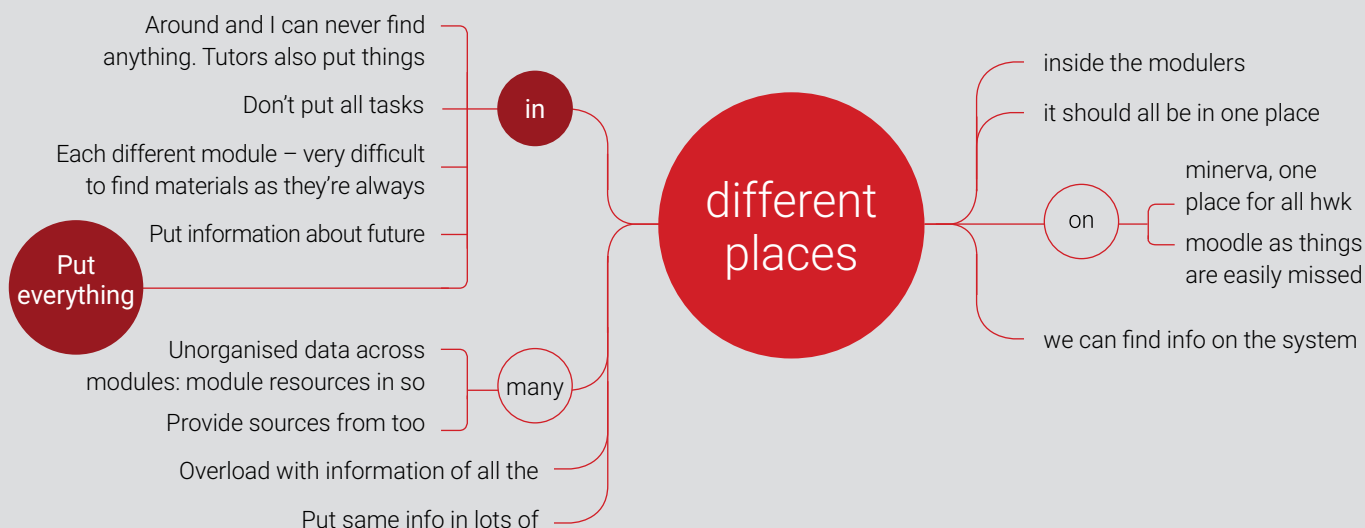 Around and I can never find
anything. Tutors also put things
Don’t put all tasks
Each different module – very difficult
to find materials as they’re always
Put information about future
Put
everything
in
Unorganised data across
modules: module resources in so
Provide sources from too
many
Overload with information of all the
Put same info in lots of
different
places
inside the modulers
it should all be in one place
on
minerva, one
place for all hwk
moodle as things
are easily missed
we can find info on the system